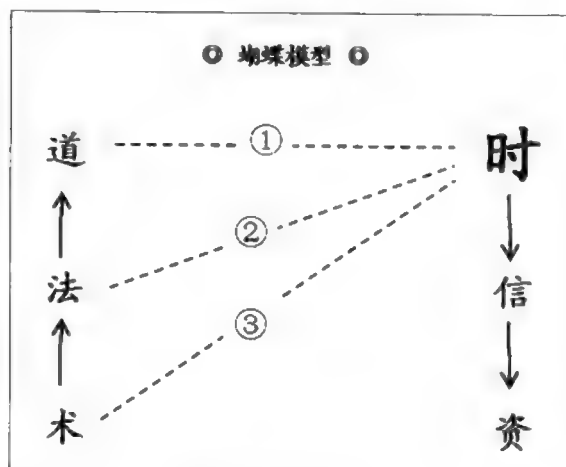 蝴蝶模型
道 ① 时
②
法 信
③
术 资